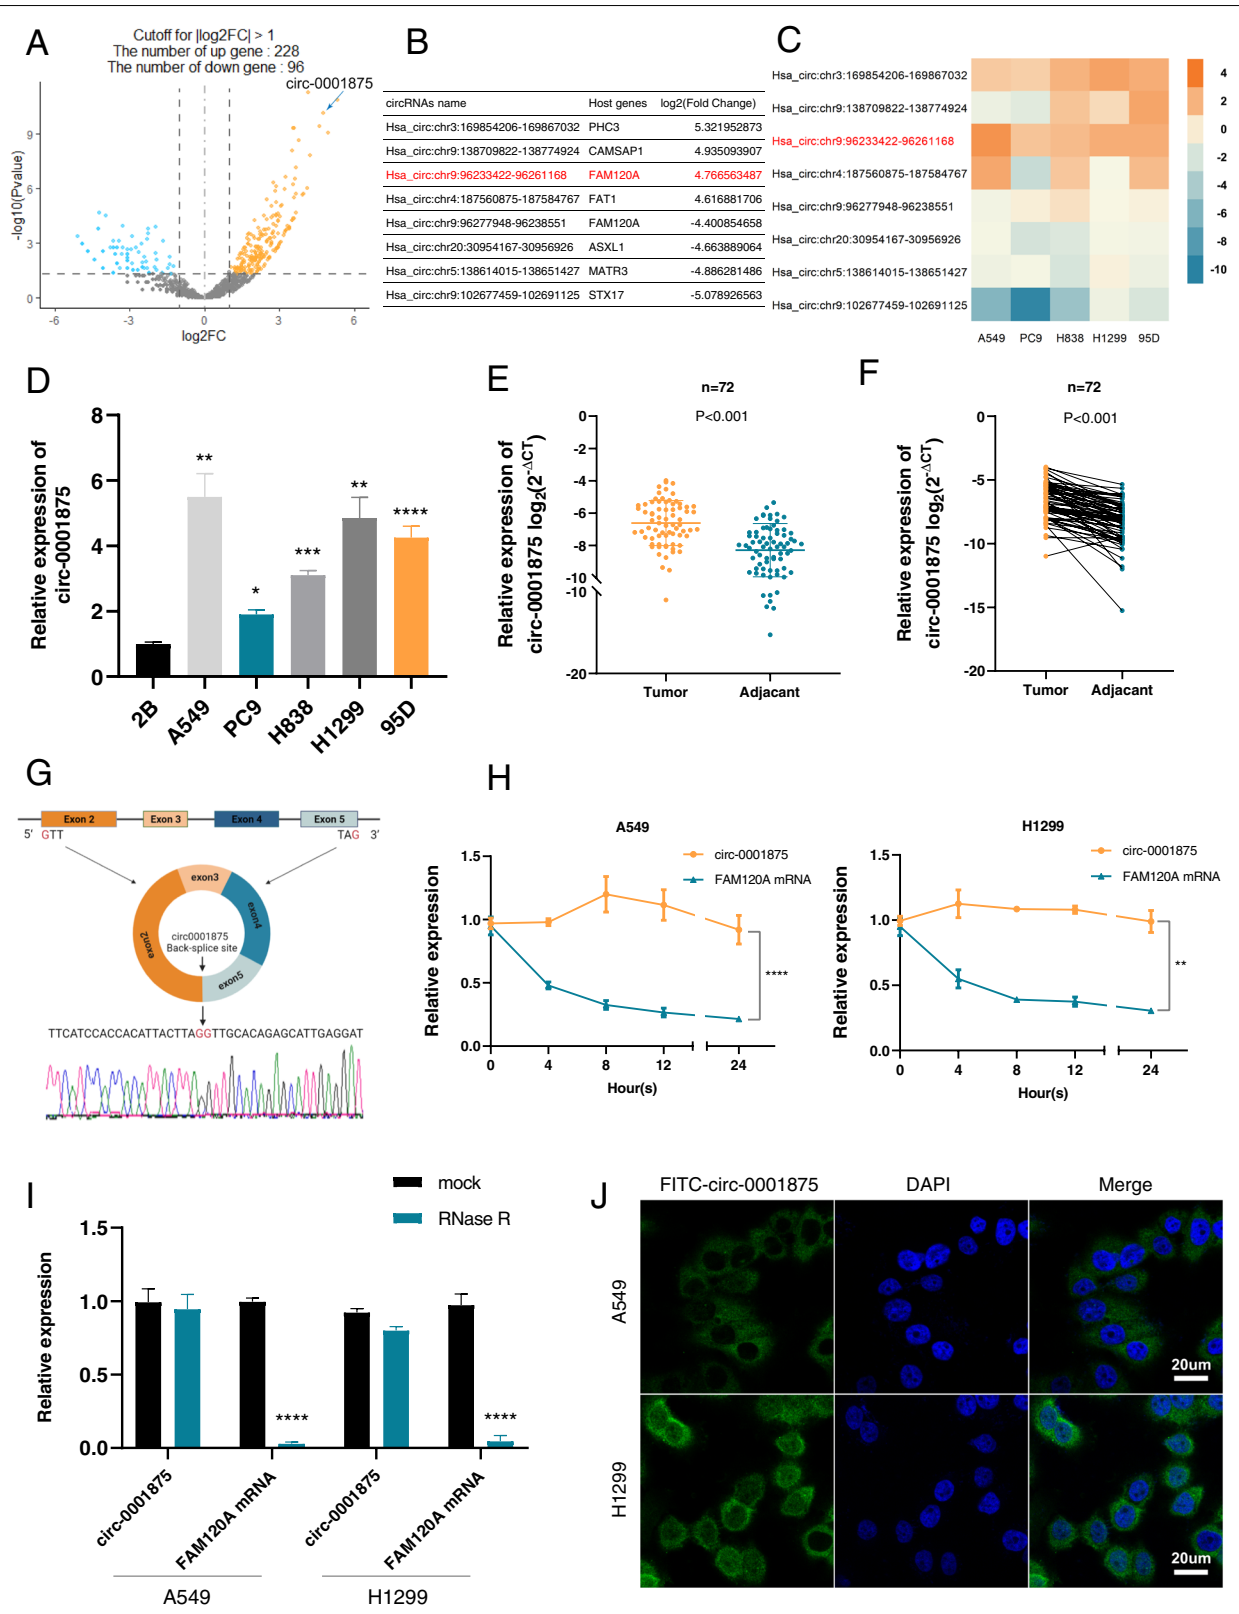 A
Cutoff for |log2FC| > 1
The number of up gene : 228
The number of down gene : 96
circ-0001875
-log10(Pvalue)
9
6
3
0
-6
-3
0
3
6
log2FC
B
circRNAs name Host genes log2(Fold Change)
Hsa_circ:chr3:169854206-169867032 PHC3 5.321952873
Hsa_circ:chr9:138709822-138774924 CAMSAP1 4.935093907
Hsa_circ:chr9:96233422-96261168 FAM120A 4.766563487
Hsa_circ:chr4:187560875-187584767 FAT1 4.616881706
Hsa_circ:chr9:96277948-96238551 FAM120A -4.400854658
Hsa_circ:chr20:30954167-30956926 ASXL1 -4.663889064
Hsa_circ:chr5:138614015-138651427 MATR3 -4.886281486
Hsa_circ:chr9:102677459-102691125 STX17 -5.078926563
C
Hsa_circ:chr3:169854206-169867032
Hsa_circ:chr9:138709822-138774924
Hsa_circ:chr9:96233422-96261168
Hsa_circ:chr4:187560875-187584767
Hsa_circ:chr9:96277948-96238551
Hsa_circ:chr20:30954167-30956926
Hsa_circ:chr5:138614015-138651427
Hsa_circ:chr9:102677459-102691125
A549 PC9 H838 H1299 95D
4
2
0
-2
-4
-6
-8
-10
D
Relative expression of
circ-0001875
8
6
4
2
0
**
*
***
**
****
2B
A549
PC9
H838
H1299
95D
E
n=72
P<0.001
Relative expression of
circ-0001875 log2(2-ΔCT)
0
-2
-4
-6
-8
-10
-10
-20
Tumor Adjacant
F
n=72
P<0.001
Relative expression of
circ-0001875 log2(2-ΔCT)
0
-5
-10
-15
-20
Tumor Adjacant
G
Exon 2 Exon 3 Exon 4 Exon 5
5' GTT TAG 3'
exon3
exon4
exon2
exon5
circ0001875
Back-splice site
TTCATCCACCACATTACTTAGGTTGCACAGAGCATTGAGGAT
H
A549
circ-0001875
FAM120A mRNA
Relative expression
1.5
1.0
0.5
0.0
****
0 4 8 12 24
Hour(s)
H1299
circ-0001875
FAM120A mRNA
Relative expression
1.5
1.0
0.5
0.0
**
0 4 8 12 24
Hour(s)
I
mock
RNase R
Relative expression
1.5
1.0
0.5
0.0
****
****
circ-0001875
FAM120A mRNA
circ-0001875
FAM120A mRNA
A549 H1299
J
FITC-circ-0001875 DAPI Merge
A549
20um
H1299
20um